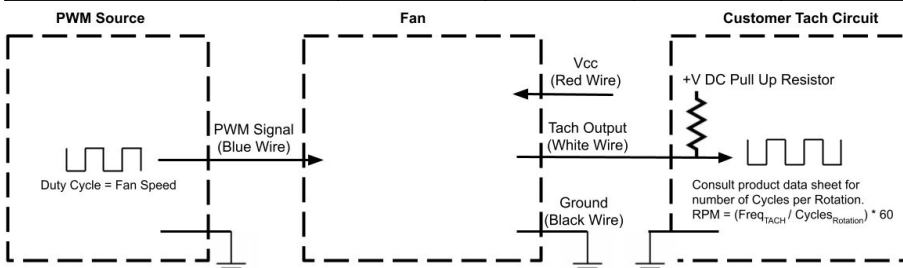 PWM Source
Fan
Customer Tach Circuit
Vcc
(Red Wire)
+V DC Pull Up Resistor
PWM Signal
(Blue Wire)
Tach Output
(White Wire)
Duty Cycle = Fan Speed
Consult product data sheet for
number of Cycles per Rotation.
RPM = (FreqTACH / CyclesRotation) * 60
Ground
(Black Wire)